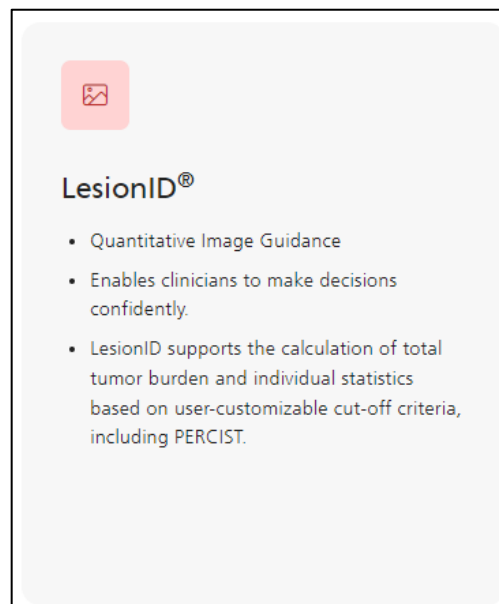 LesionID®
• Quantitative Image Guidance
• Enables clinicians to make decisions
confidently.
• LesionID supports the calculation of total
tumor burden and individual statistics
based on user-customizable cut-off criteria,
including PERCIST.